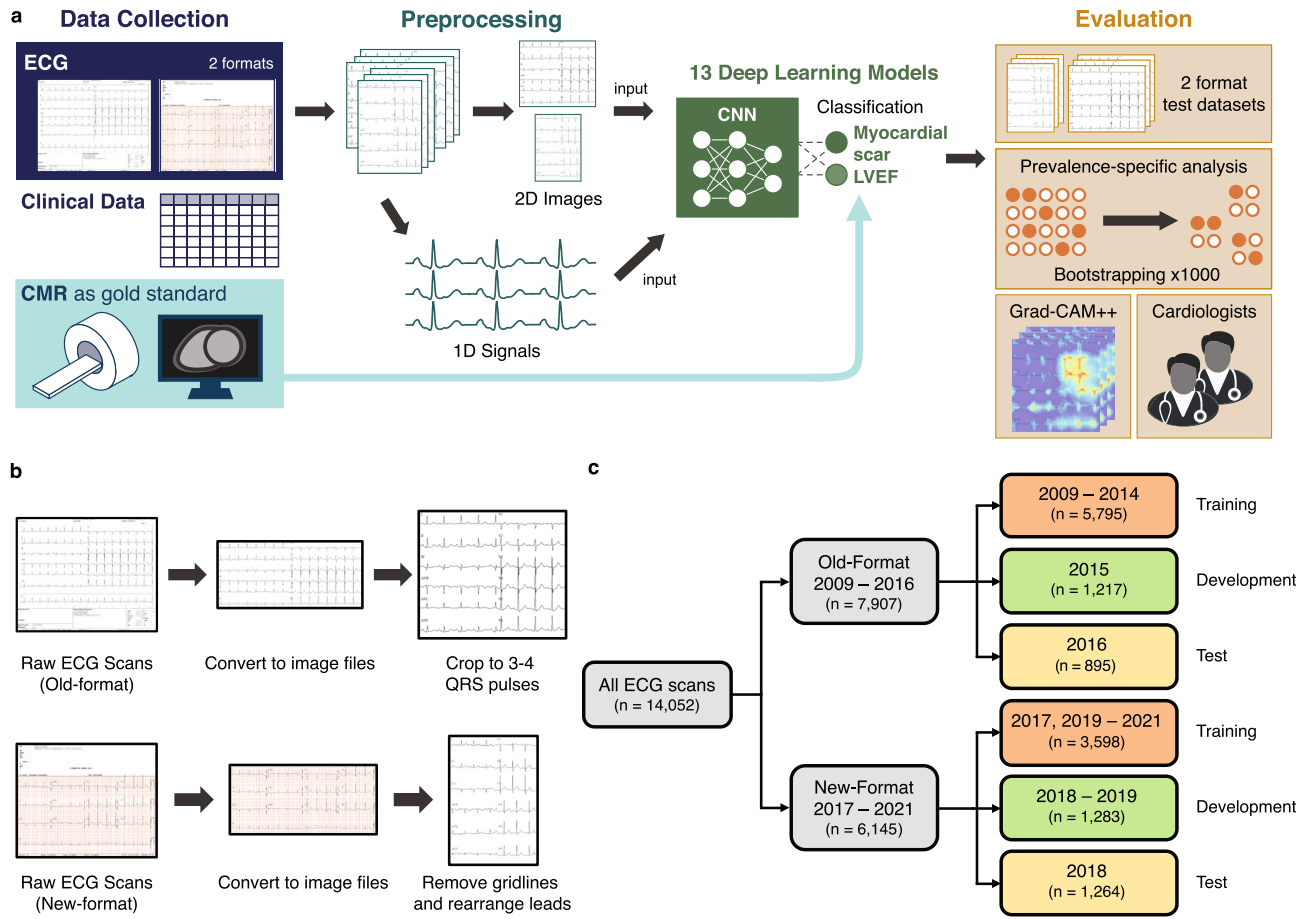 a
Data Collection
Preprocessing
Evaluation
ECG
2 formats
Clinical Data
CMR as gold standard
2D Images
1D Signals
input
input
13 Deep Learning Models
CNN
Classification
Myocardial
scar
LVEF
2 format
test datasets
Prevalence-specific analysis
Bootstrapping x1000
Grad-CAM++
Cardiologists
b
Raw ECG Scans
(Old-format)
Convert to image files
Crop to 3-4
QRS pulses
Raw ECG Scans
(New-format)
Convert to image files
Remove gridlines
and rearrange leads
c
All ECG scans
(n = 14,052)
Old-Format
2009 – 2016
(n = 7,907)
2009 – 2014
(n = 5,795)
Training
2015
(n = 1,217)
Development
2016
(n = 895)
Test
New-Format
2017 – 2021
(n = 6,145)
2017, 2019 – 2021
(n = 3,598)
Training
2018 – 2019
(n = 1,283)
Development
2018
(n = 1,264)
Test